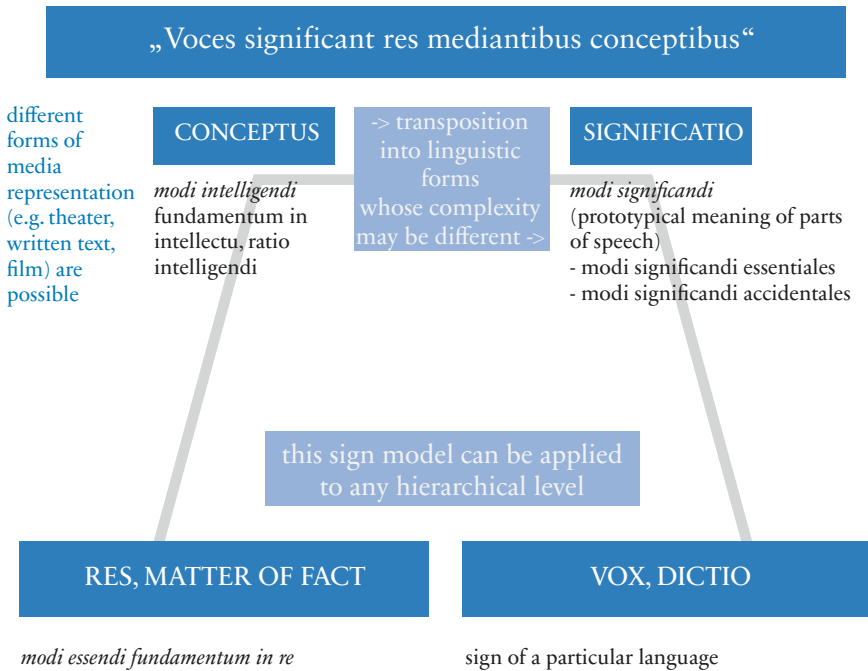 „Voces significant res mediantibus conceptibus“
different
forms of
media
representation
(e.g. theater,
written text,
film) are
possible
CONCEPTUS
modi intelligendi
fundamentum in
intellectu, ratio
intelligendi
-> transposition
into linguistic
forms
whose complexity
may be different ->
SIGNIFICATIO
modi significandi
(prototypical meaning of parts
of speech)
- modi significandi essentiales
- modi significandi accidentales
this sign model can be applied
to any hierarchical level
RES, MATTER OF FACT
modi essendi fundamentum in re
VOX, DICTIO
sign of a particular language